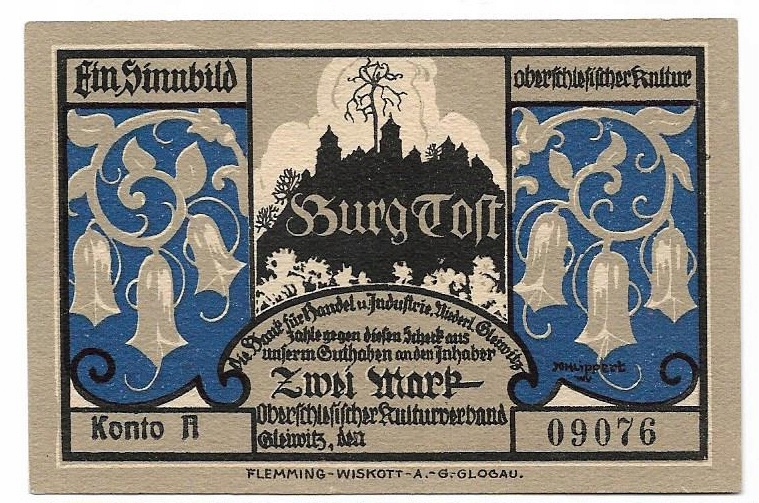 Ein Sinnbild
oberschlesischer Kultur
Burg Tost
Die Bank für Handel u. Industrie. Niederl. Gleiwitz
zahle gegen diesen Scheck aus
unserm Guthaben an den Inhaber
Zwei Mark
Oberschlesischer Kulturverband
Gleiwitz, den
Konto A
09076
FLEMMING-WISKOTT-A.-G-GLOGAU.